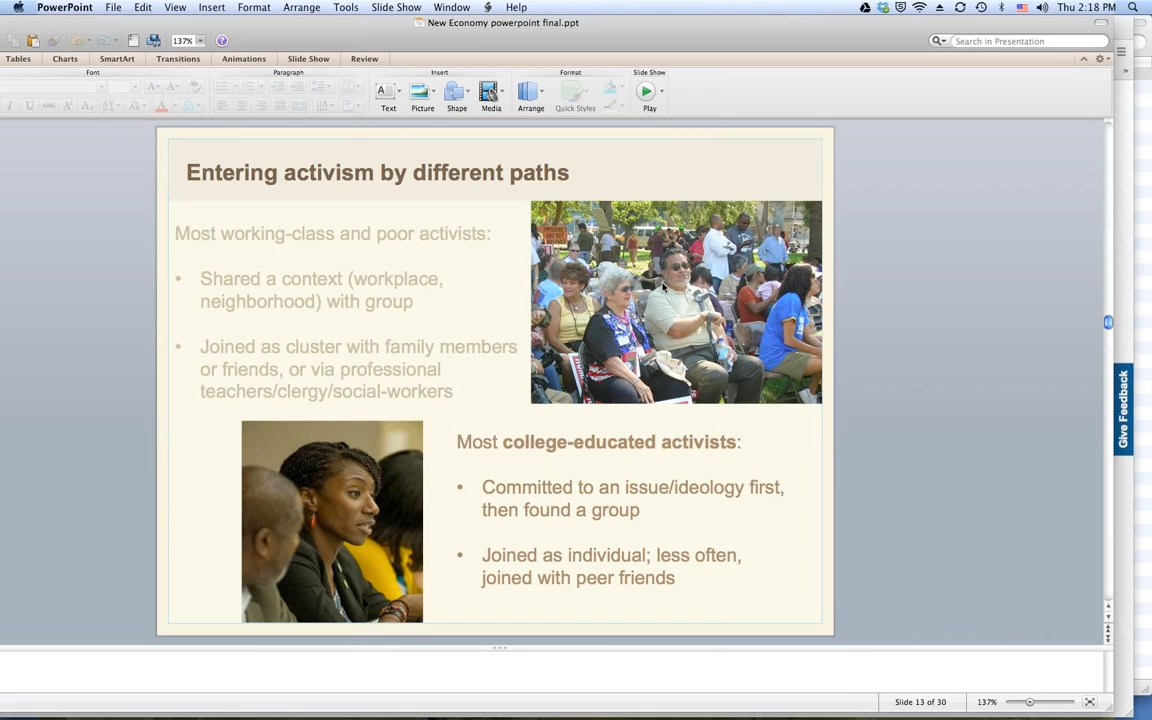 PowerPoint File Edit View Insert Format Arrange Tools Slide Show Window Help Thu 2:18 PM
New Economy powerpoint final.ppt
137% Search in Presentation
Tables Charts SmartArt Transitions Animations Slide Show Review
Font Paragraph Insert Format Slide Show
Text Picture Shape Media Arrange Quick Styles Play
Entering activism by different paths
Most working-class and poor activists:
• Shared a context (workplace,
neighborhood) with group
• Joined as cluster with family members
or friends, or via professional
teachers/clergy/social-workers
Most college-educated activists:
• Committed to an issue/ideology first,
then found a group
• Joined as individual; less often,
joined with peer friends
Give Feedback
Slide 13 of 30 137%